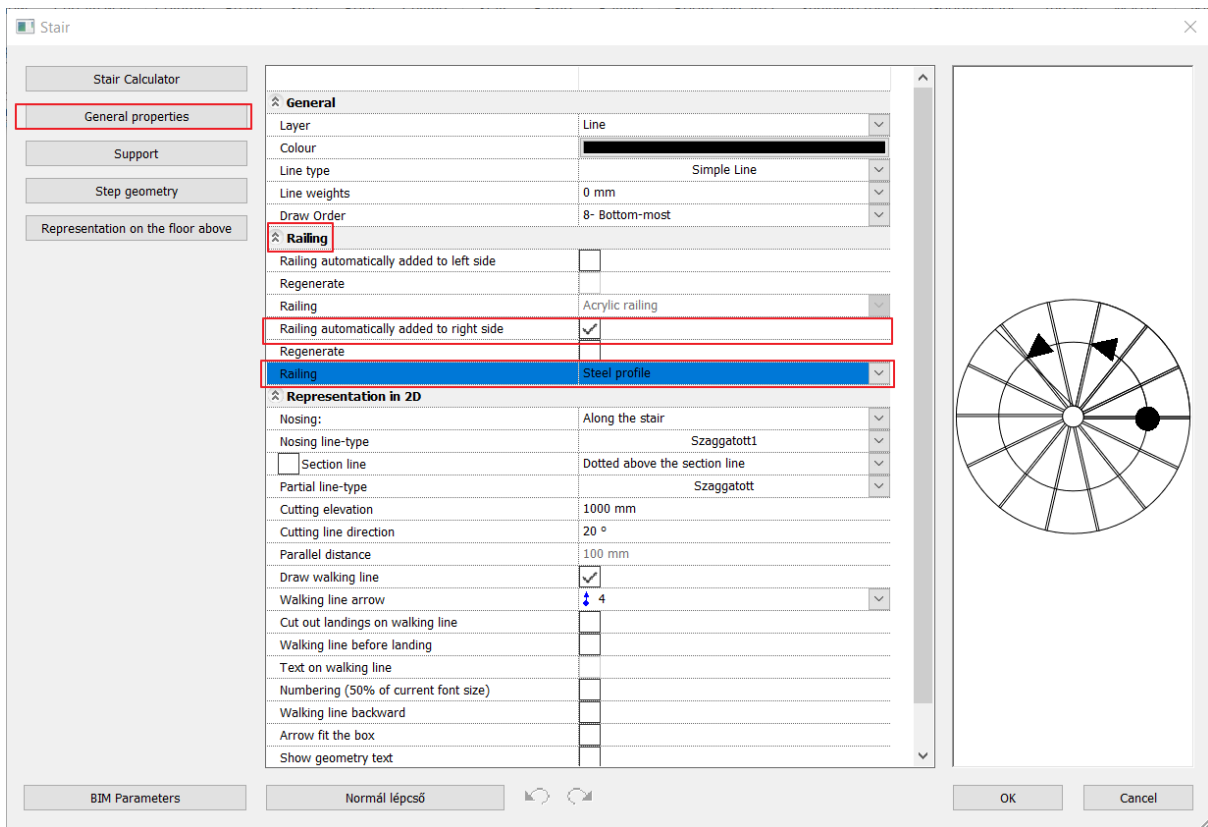 Stair
Stair Calculator
General properties
Support
Step geometry
Representation on the floor above
General
Layer Line
Colour
Line type Simple Line
Line weights 0 mm
Draw Order 8- Bottom-most
Railing
Railing automatically added to left side
Regenerate
Railing Acrylic railing
Railing automatically added to right side
Regenerate
Railing Steel profile
Representation in 2D
Nosing: Along the stair
Nosing line-type Szaggatott1
Section line Dotted above the section line
Partial line-type Szaggatott
Cutting elevation 1000 mm
Cutting line direction 20 °
Parallel distance 100 mm
Draw walking line
Walking line arrow 4
Cut out landings on walking line
Walking line before landing
Text on walking line
Numbering (50% of current font size)
Walking line backward
Arrow fit the box
Show geometry text
BIM Parameters Normál lépcső OK Cancel